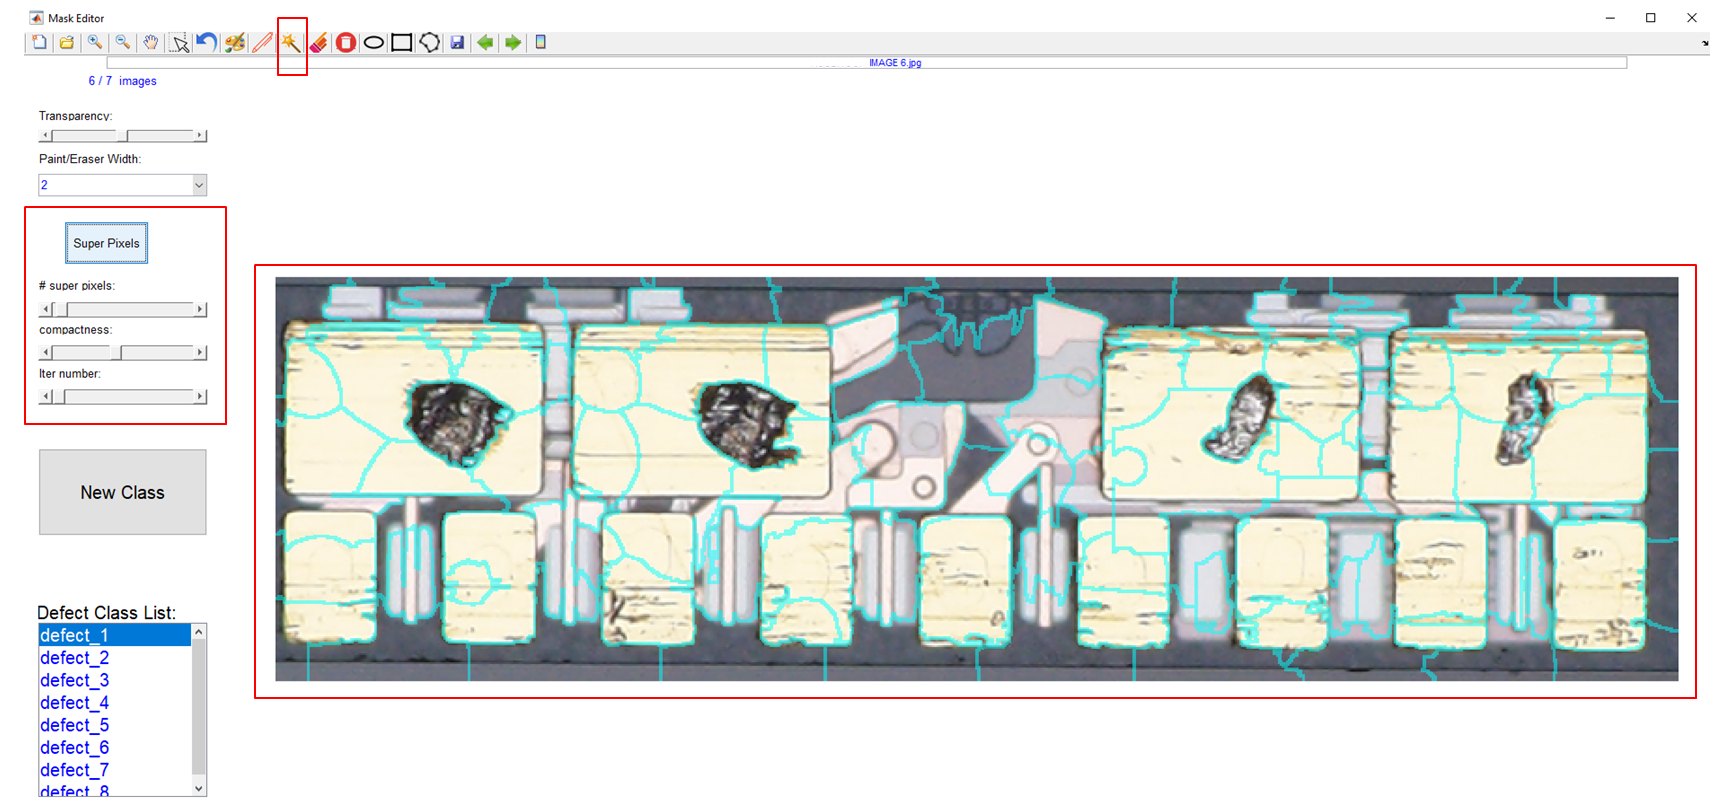 Mask Editor
IMAGE 6.jpg
6 / 7 images
Transparency:
Paint/Eraser Width:
2
Super Pixels
# super pixels:
compactness:
Iter number:
New Class
Defect Class List:
defect_1
defect_2
defect_3
defect_4
defect_5
defect_6
defect_7
defect_8